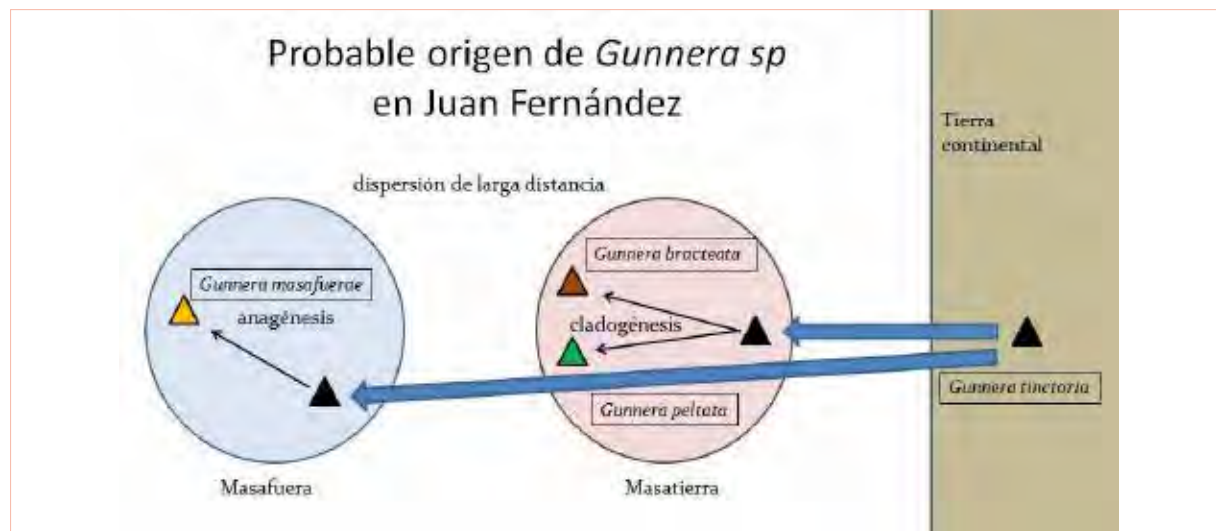 Probable origen de Gunnera sp
en Juan Fernández
Tierra
continental
dispersión de larga distancia
Gunnera bracteata
Gunnera masafuerae
anagénesis
cladogénesis
Gunnera tinctoria
Gunnera peltata
Masafuera
Masatierra